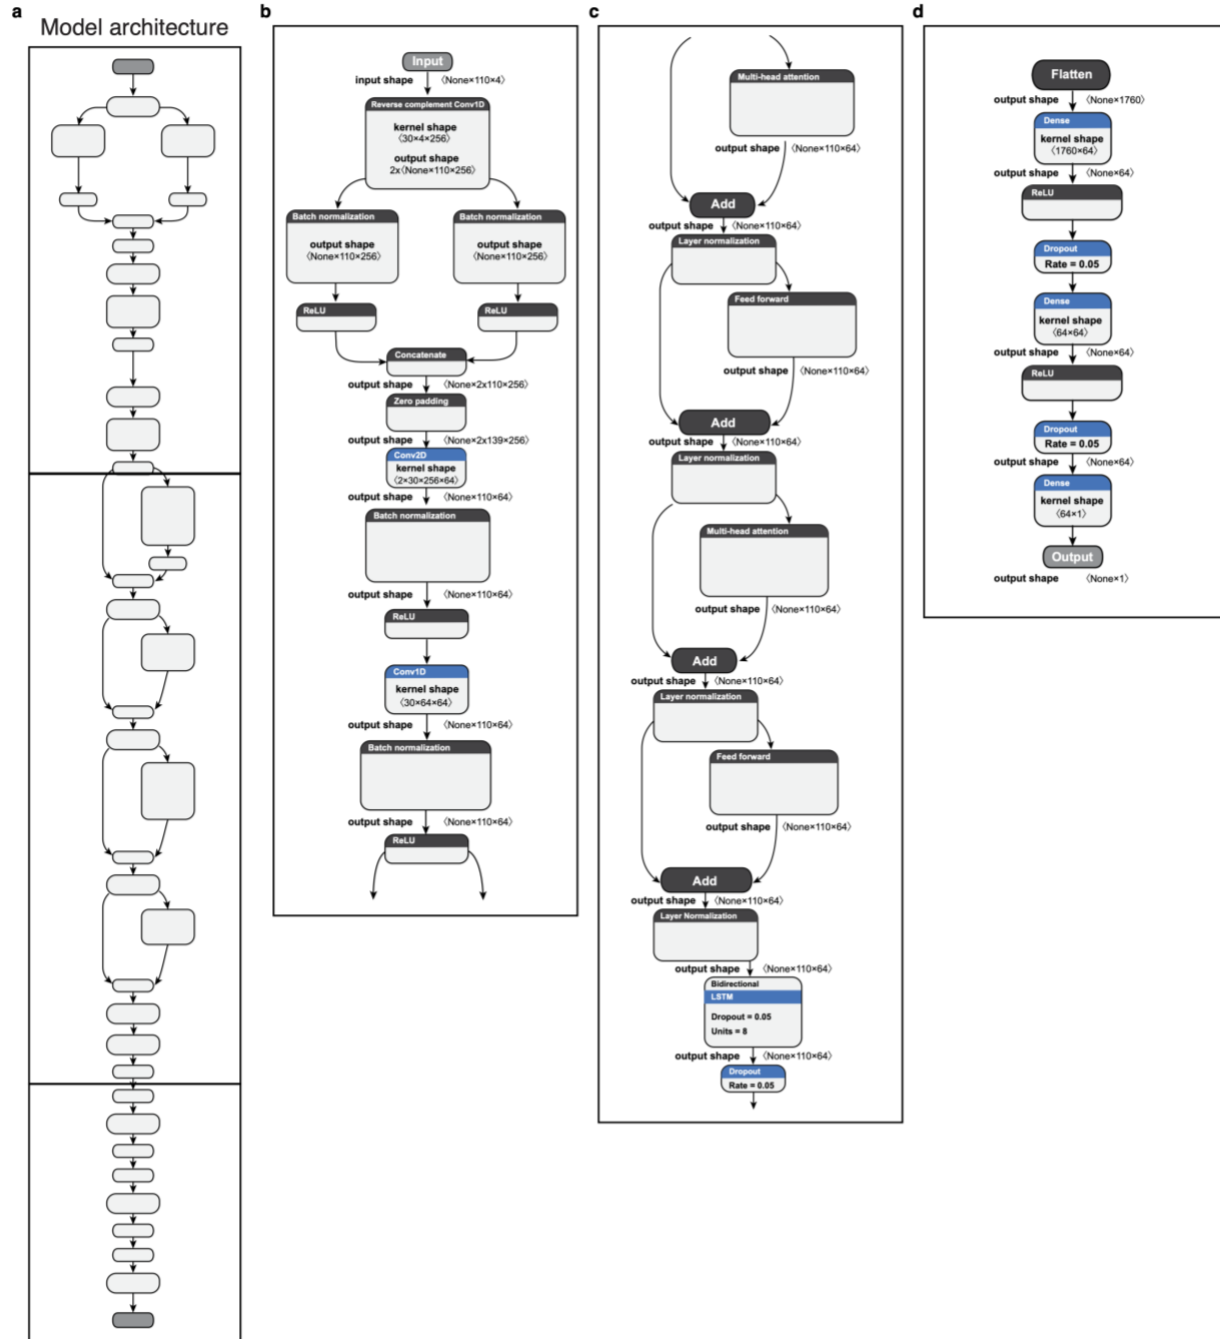 a
Model architecture
b
Input
input shape ⟨None×110×4⟩
Reverse complement Conv1D
kernel shape
⟨30×4×256⟩
output shape
2x⟨None×110×256⟩
Batch normalization
output shape
⟨None×110×256⟩
Batch normalization
output shape
⟨None×110×256⟩
ReLU
ReLU
Concatenate
output shape ⟨None×2x110×256⟩
Zero padding
output shape ⟨None×2x139×256⟩
Conv2D
kernel shape
⟨2×30×256×64⟩
output shape ⟨None×110×64⟩
Batch normalization
output shape ⟨None×110×64⟩
ReLU
Conv1D
kernel shape
⟨30×64×64⟩
output shape ⟨None×110×64⟩
Batch normalization
output shape ⟨None×110×64⟩
ReLU
c
Multi-head attention
output shape ⟨None×110×64⟩
Add
output shape ⟨None×110×64⟩
Layer normalization
Feed forward
output shape ⟨None×110×64⟩
Add
output shape ⟨None×110×64⟩
Layer normalization
Multi-head attention
output shape ⟨None×110×64⟩
Add
output shape ⟨None×110×64⟩
Layer normalization
Feed forward
output shape ⟨None×110×64⟩
Add
output shape ⟨None×110×64⟩
Layer Normalization
output shape ⟨None×110×64⟩
Bidirectional
LSTM
Dropout = 0.05
Units = 8
output shape ⟨None×110×64⟩
Dropout
Rate = 0.05
d
Flatten
output shape ⟨None×1760⟩
Dense
kernel shape
⟨1760×64⟩
output shape ⟨None×64⟩
ReLU
Dropout
Rate = 0.05
Dense
kernel shape
⟨64×64⟩
output shape ⟨None×64⟩
ReLU
Dropout
Rate = 0.05
output shape ⟨None×64⟩
Dense
kernel shape
⟨64×1⟩
Output
output shape ⟨None×1⟩